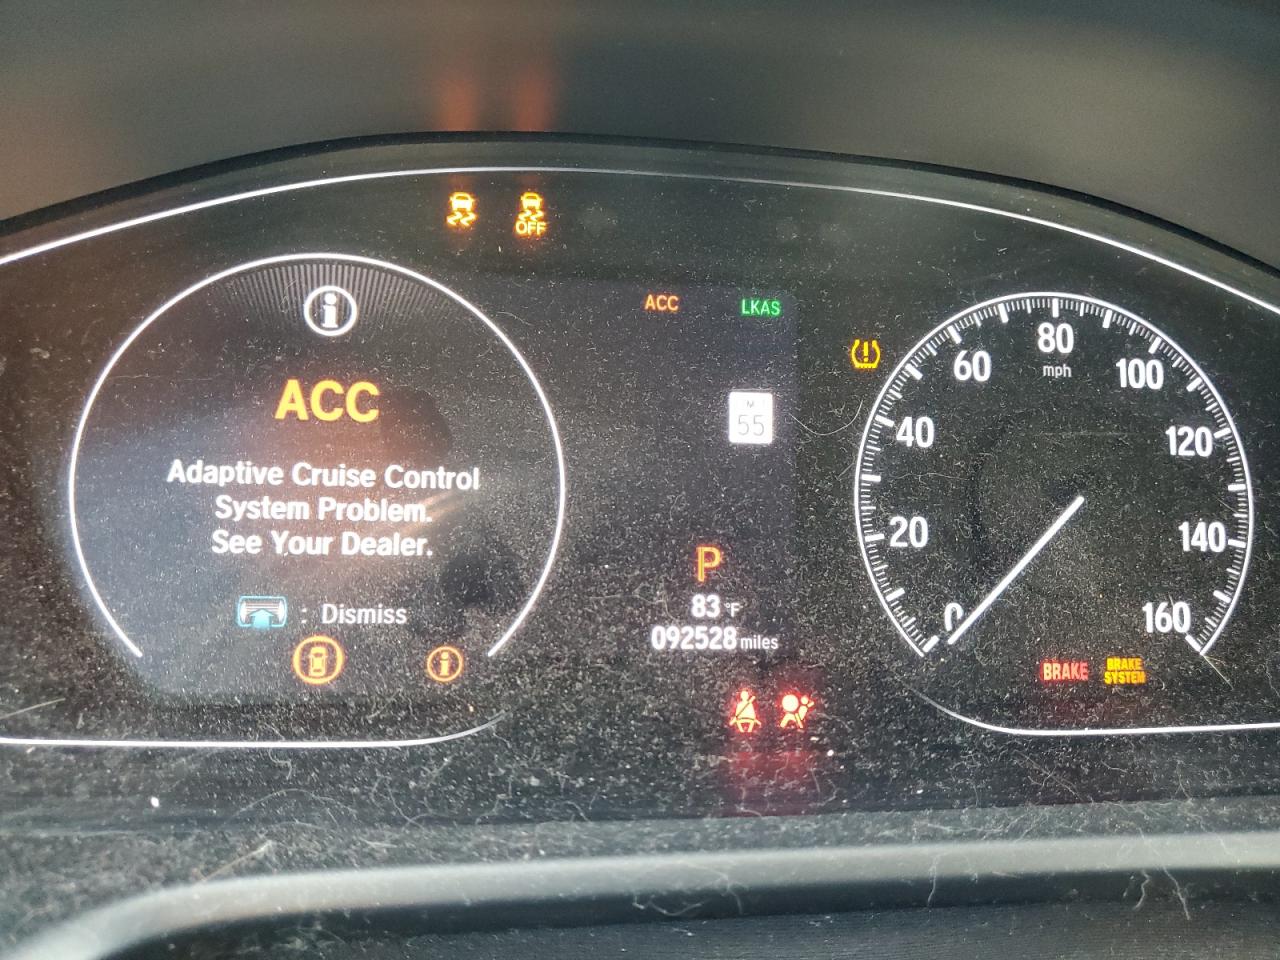 OFF
ACC
Adaptive Cruise Control
System Problem.
See Your Dealer.
: Dismiss
ACC LKAS
55
P
83 °F
092528 miles
0
20
40
60
80
mph
100
120
140
160
BRAKE
BRAKE
SYSTEM